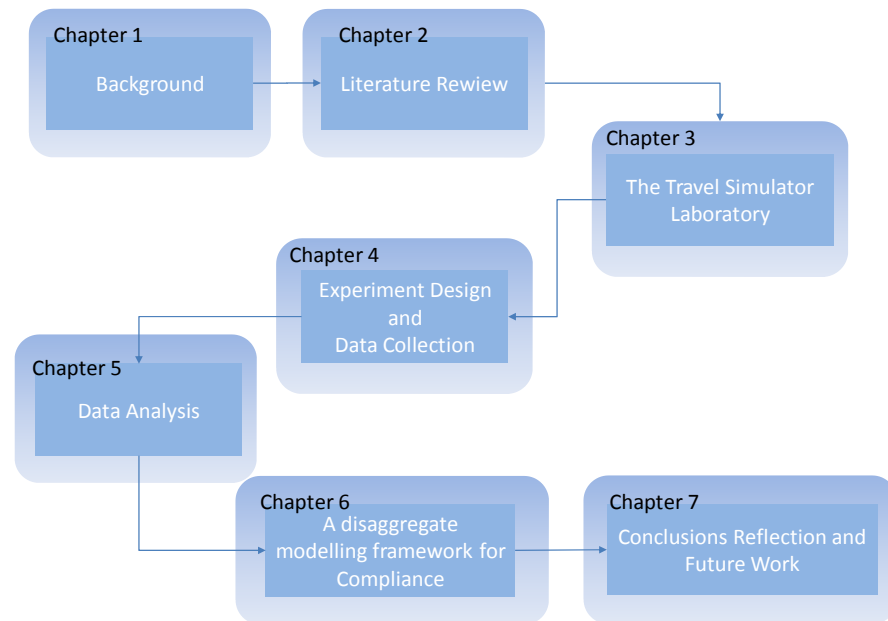 Chapter 1
Background
Chapter 2
Literature Rewiew
Chapter 3
The Travel Simulator
Laboratory
Chapter 4
Experiment Design
and
Data Collection
Chapter 5
Data Analysis
Chapter 6
A disaggregate
modelling framework for
Compliance
Chapter 7
Conclusions Reflection and
Future Work